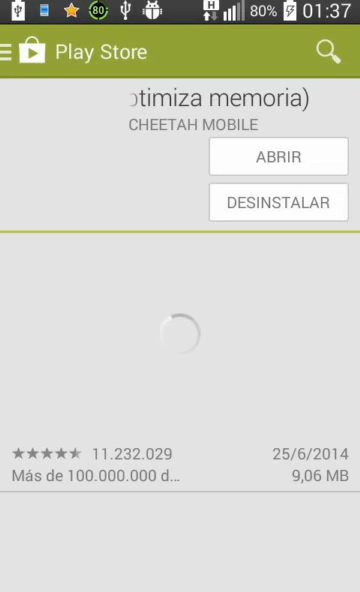 80 H 80% 01:37
Play Store
otimiza memoria)
CHEETAH MOBILE
ABRIR
DESINSTALAR
11.232.029 25/6/2014
Más de 100.000.000 d... 9,06 MB